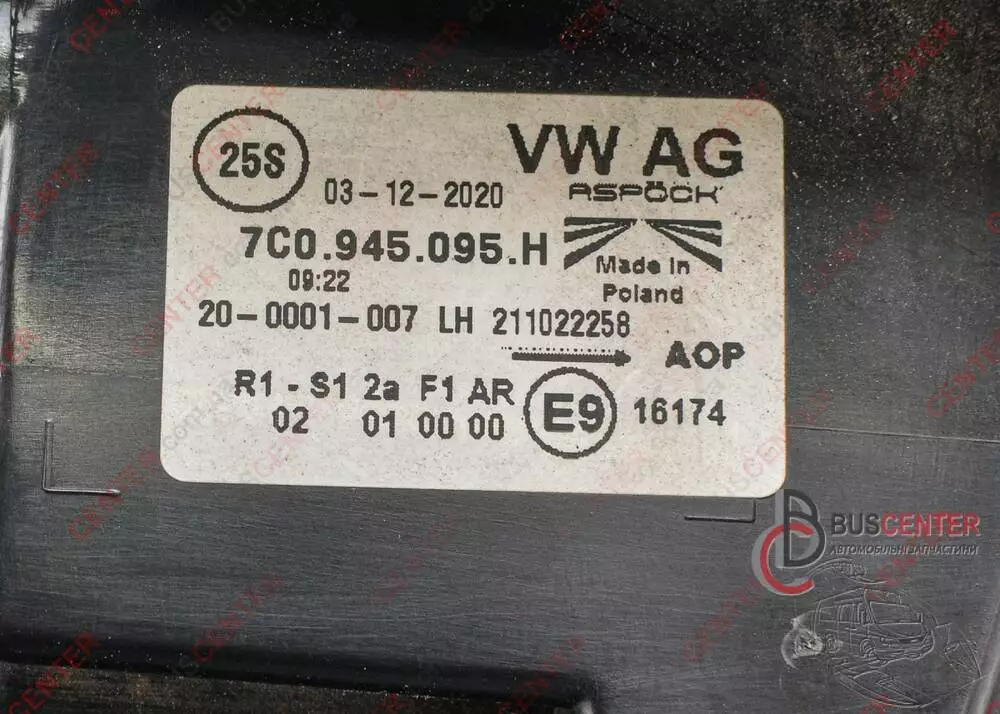 25S
VW AG
03-12-2020
ASPÖCK
7C0.945.095.H
Made in
Poland
09:22
20-0001-007 LH 211022258
AOP
R1 - S1 2a F1 AR
02 01 00 00
E9 16174
BUSCENTER
АВТОМОБІЛЬНІ ЗАПЧАСТИНИ